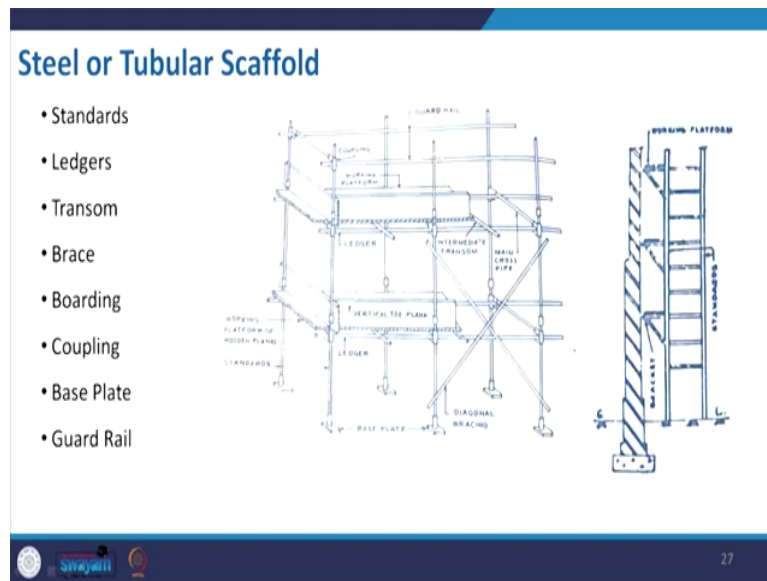 Steel or Tubular Scaffold
• Standards
• Ledgers
• Transom
• Brace
• Boarding
• Coupling
• Base Plate
• Guard Rail
GUARD RAIL
COUPLING
WORKING
PLATFORM
LEDGER
INTERMEDIATE
TRANSOM
MAIN
CROSS
PIPE
VERTICAL TOE PLANK
WORKING
PLATFORM OF
WOODEN PLANKS
LEDGER
STANDARDS
DIAGONAL
BRACING
BASE PLATE
WORKING PLATFORM
STANDARDS
BRACKET
G.
L.
swayam
27